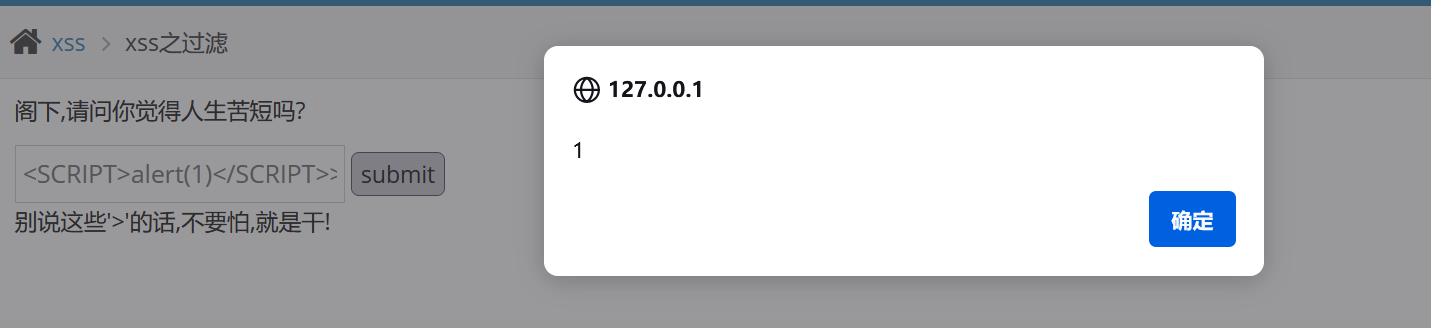 xss > xss之过滤
127.0.0.1
阁下,请问你觉得人生苦短吗?
1
<SCRIPT>alert(1)</SCRIPT>>
submit
别说这些'>'的话,不要怕,就是干!
确定